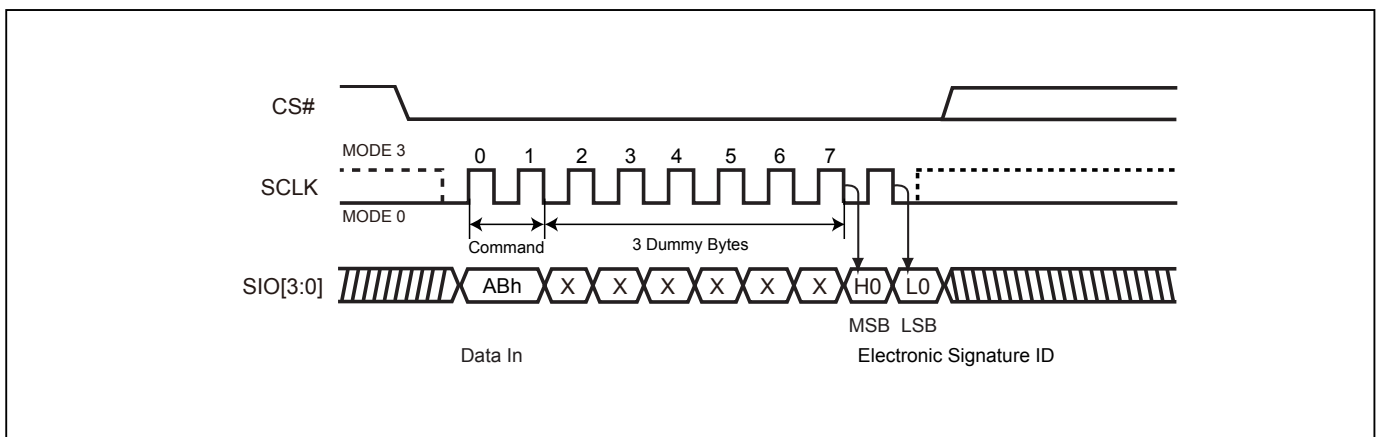 CS#
MODE 3
0 1 2 3 4 5 6 7
SCLK
MODE 0
Command
3 Dummy Bytes
SIO[3:0]
ABh X X X X X X H0 L0
MSB LSB
Data In
Electronic Signature ID